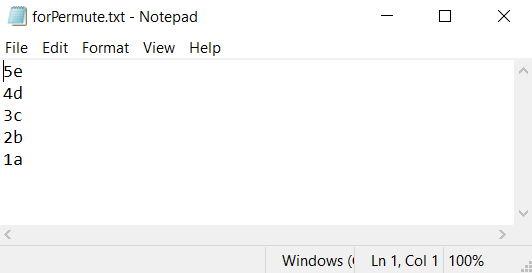 forPermute.txt - Notepad
File Edit Format View Help
5e
4d
3c
2b
1a
Windows ( Ln 1, Col 1 100%